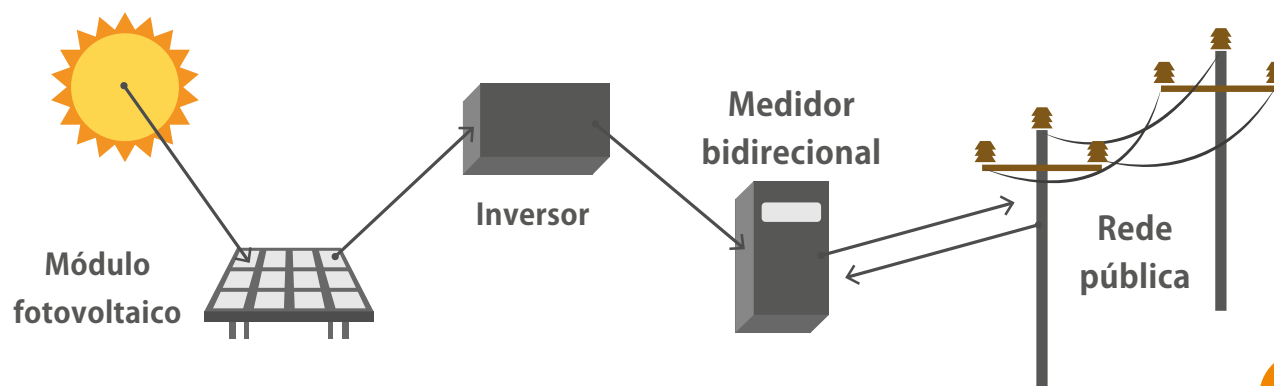 Módulo
fotovoltaico
Inversor
Medidor
bidirecional
Rede
pública